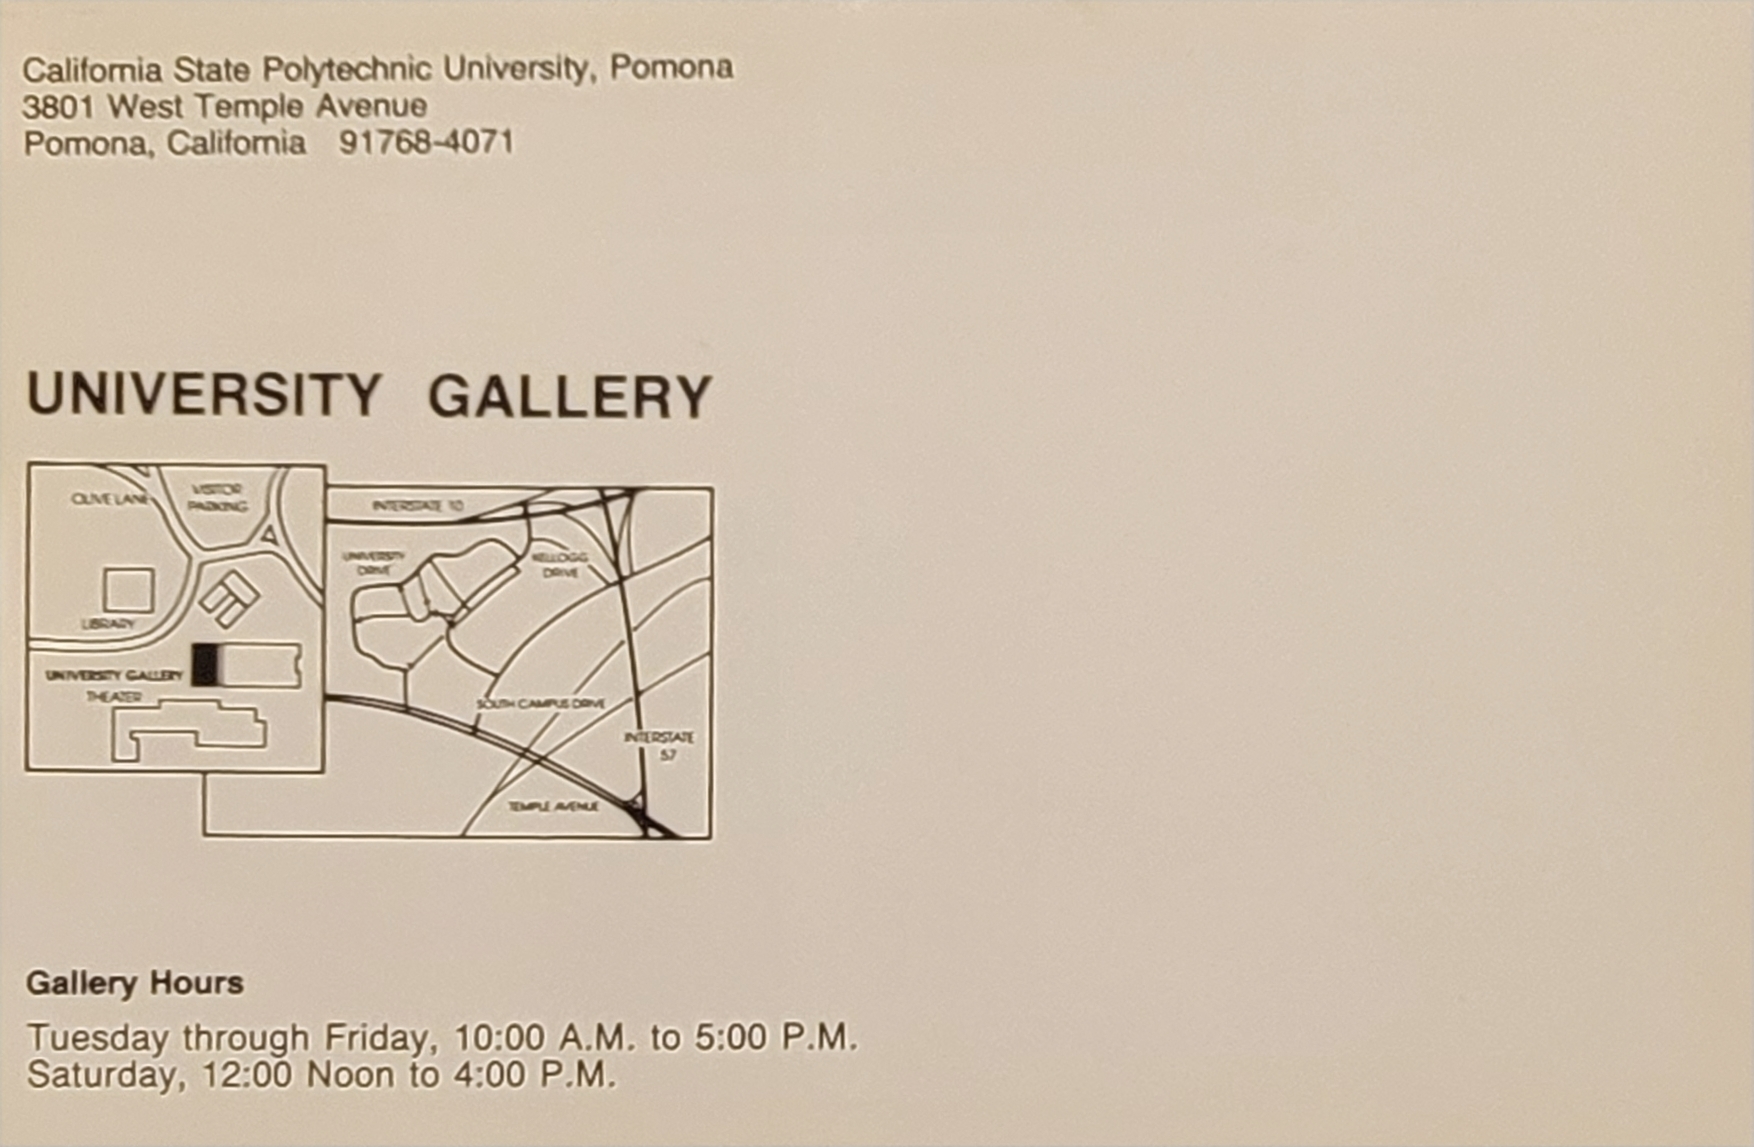 California State Polytechnic University, Pomona
3801 West Temple Avenue
Pomona, California 91768-4071
UNIVERSITY GALLERY
OLIVE LANE
VISITOR
PARKING
LIBRARY
UNIVERSITY GALLERY
THEATER
INTERSTATE 10
UNIVERSITY
DRIVE
KELLOGG
DRIVE
SOUTH CAMPUS DRIVE
INTERSTATE
57
TEMPLE AVENUE
Gallery Hours
Tuesday through Friday, 10:00 A.M. to 5:00 P.M.
Saturday, 12:00 Noon to 4:00 P.M.